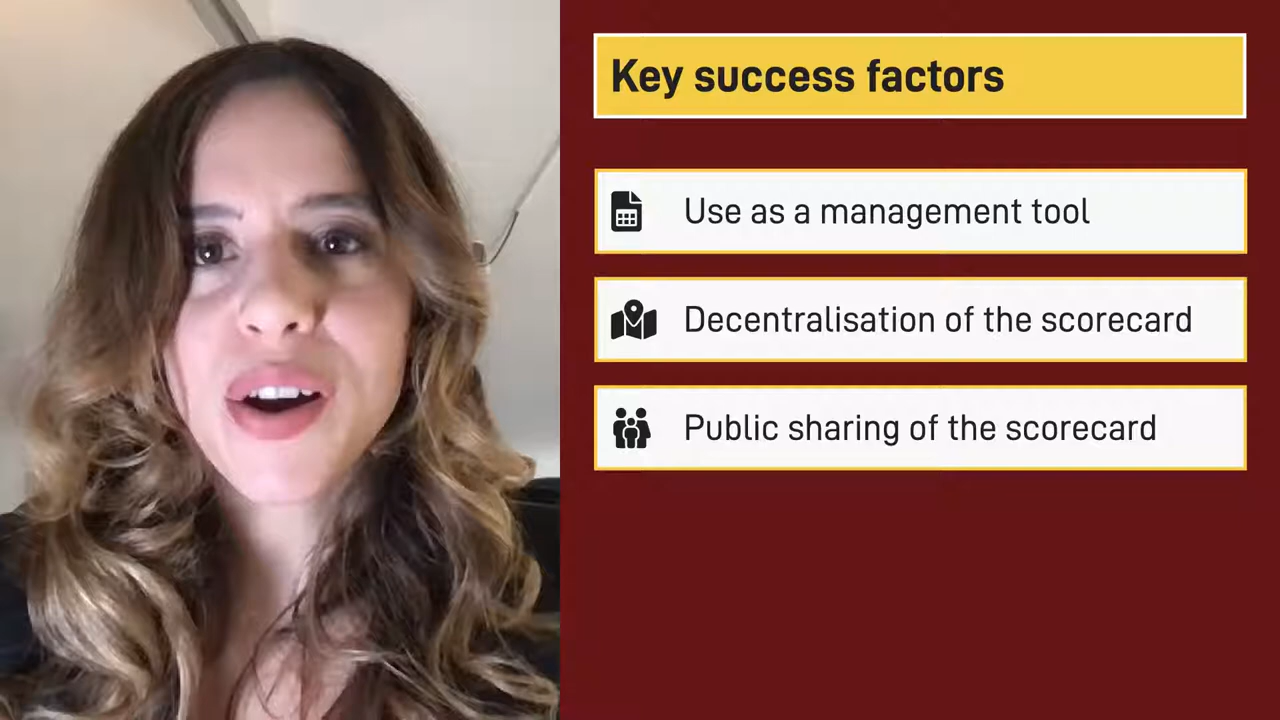 Key success factors
Use as a management tool
Decentralisation of the scorecard
Public sharing of the scorecard